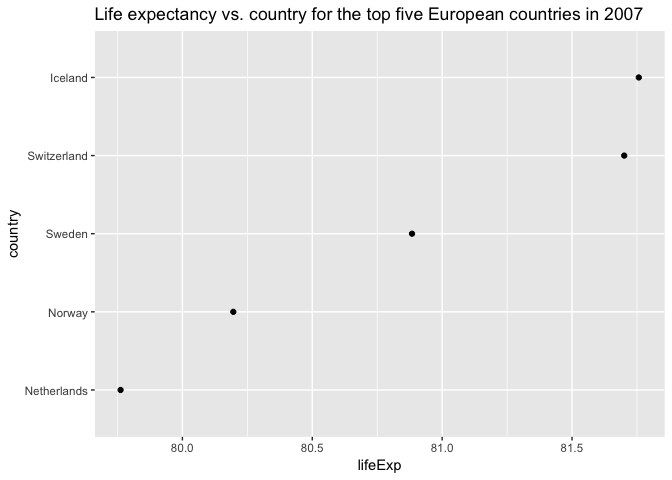 Life expectancy vs. country for the top five European countries in 2007
Iceland
Switzerland
Sweden
Norway
Netherlands
country
80.0 80.5 81.0 81.5
lifeExp